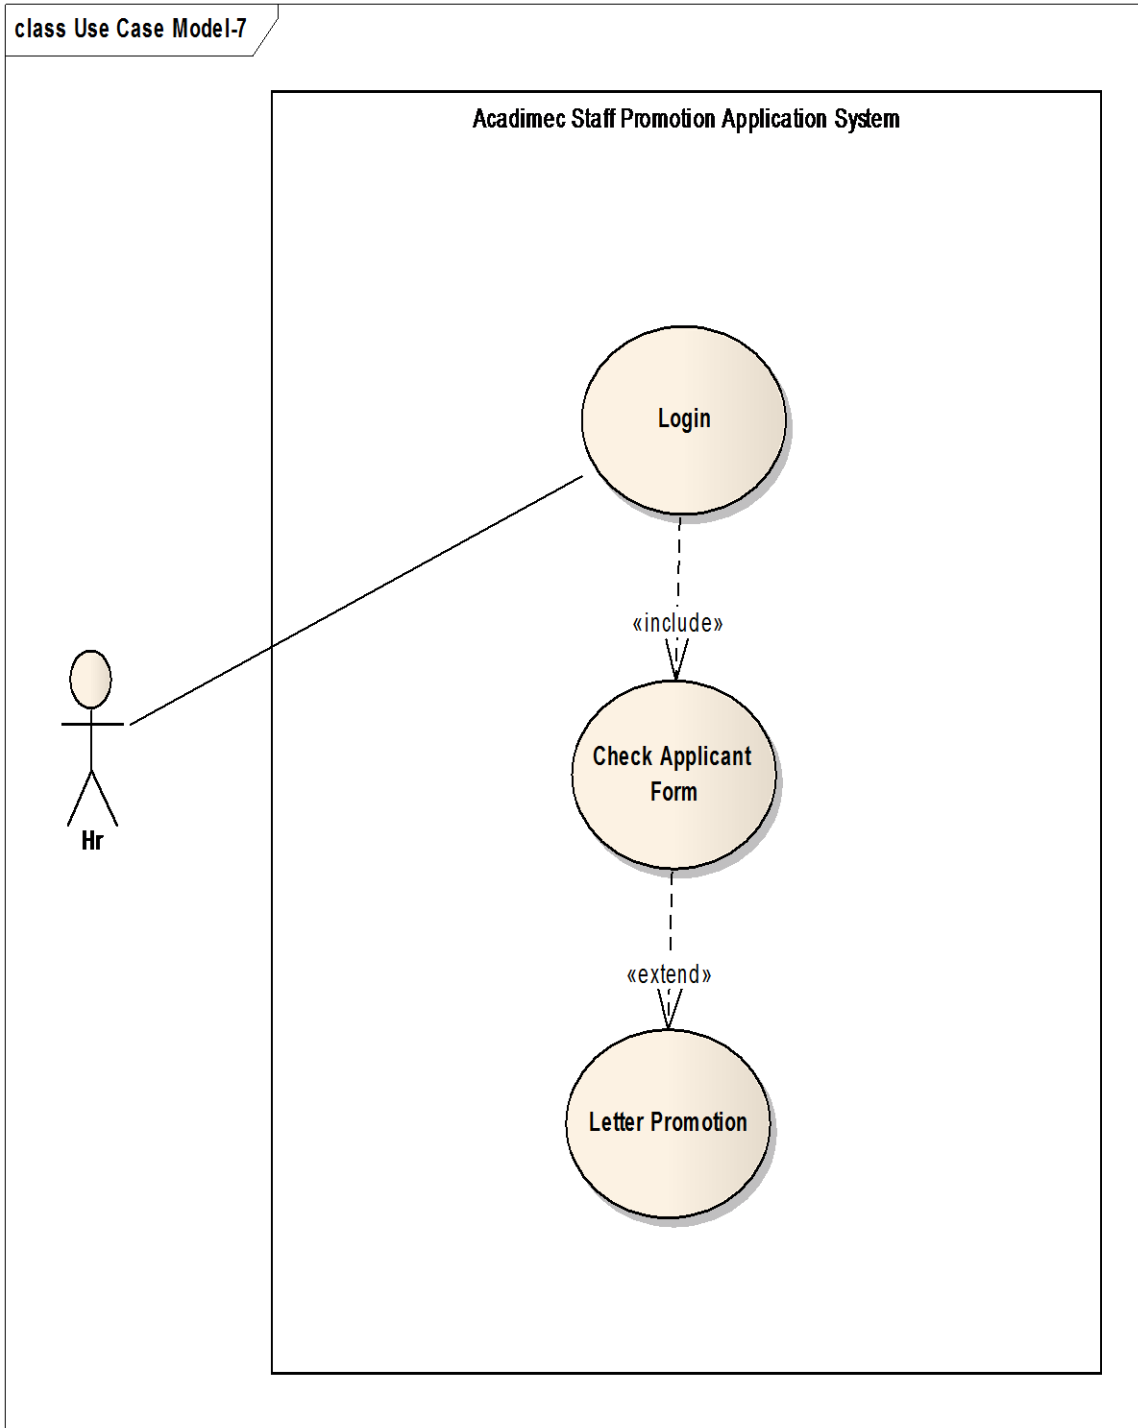 class Use Case Model-7
Acadimec Staff Promotion Application System
Login
«include»
Check Applicant
Form
Hr
«extend»
Letter Promotion